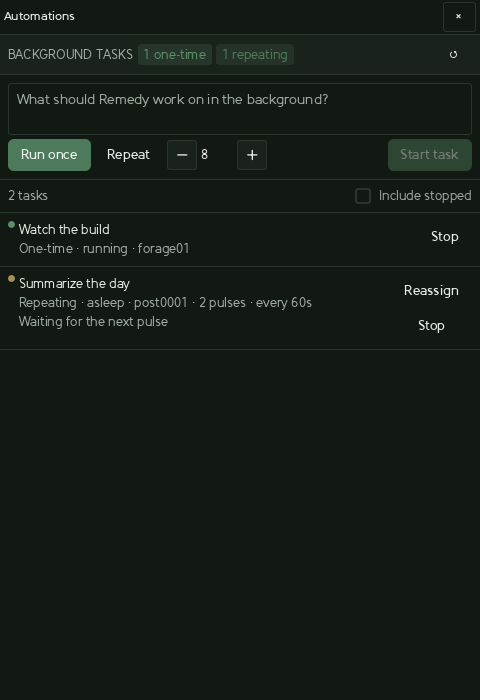 Automations ×
BACKGROUND TASKS 1 one-time 1 repeating ↺
What should Remedy work on in the background?
Run once Repeat — 8 + Start task
2 tasks Include stopped
Watch the build
One-time · running · forage01
Stop
Summarize the day
Repeating · asleep · post0001 · 2 pulses · every 60s
Waiting for the next pulse
Reassign
Stop